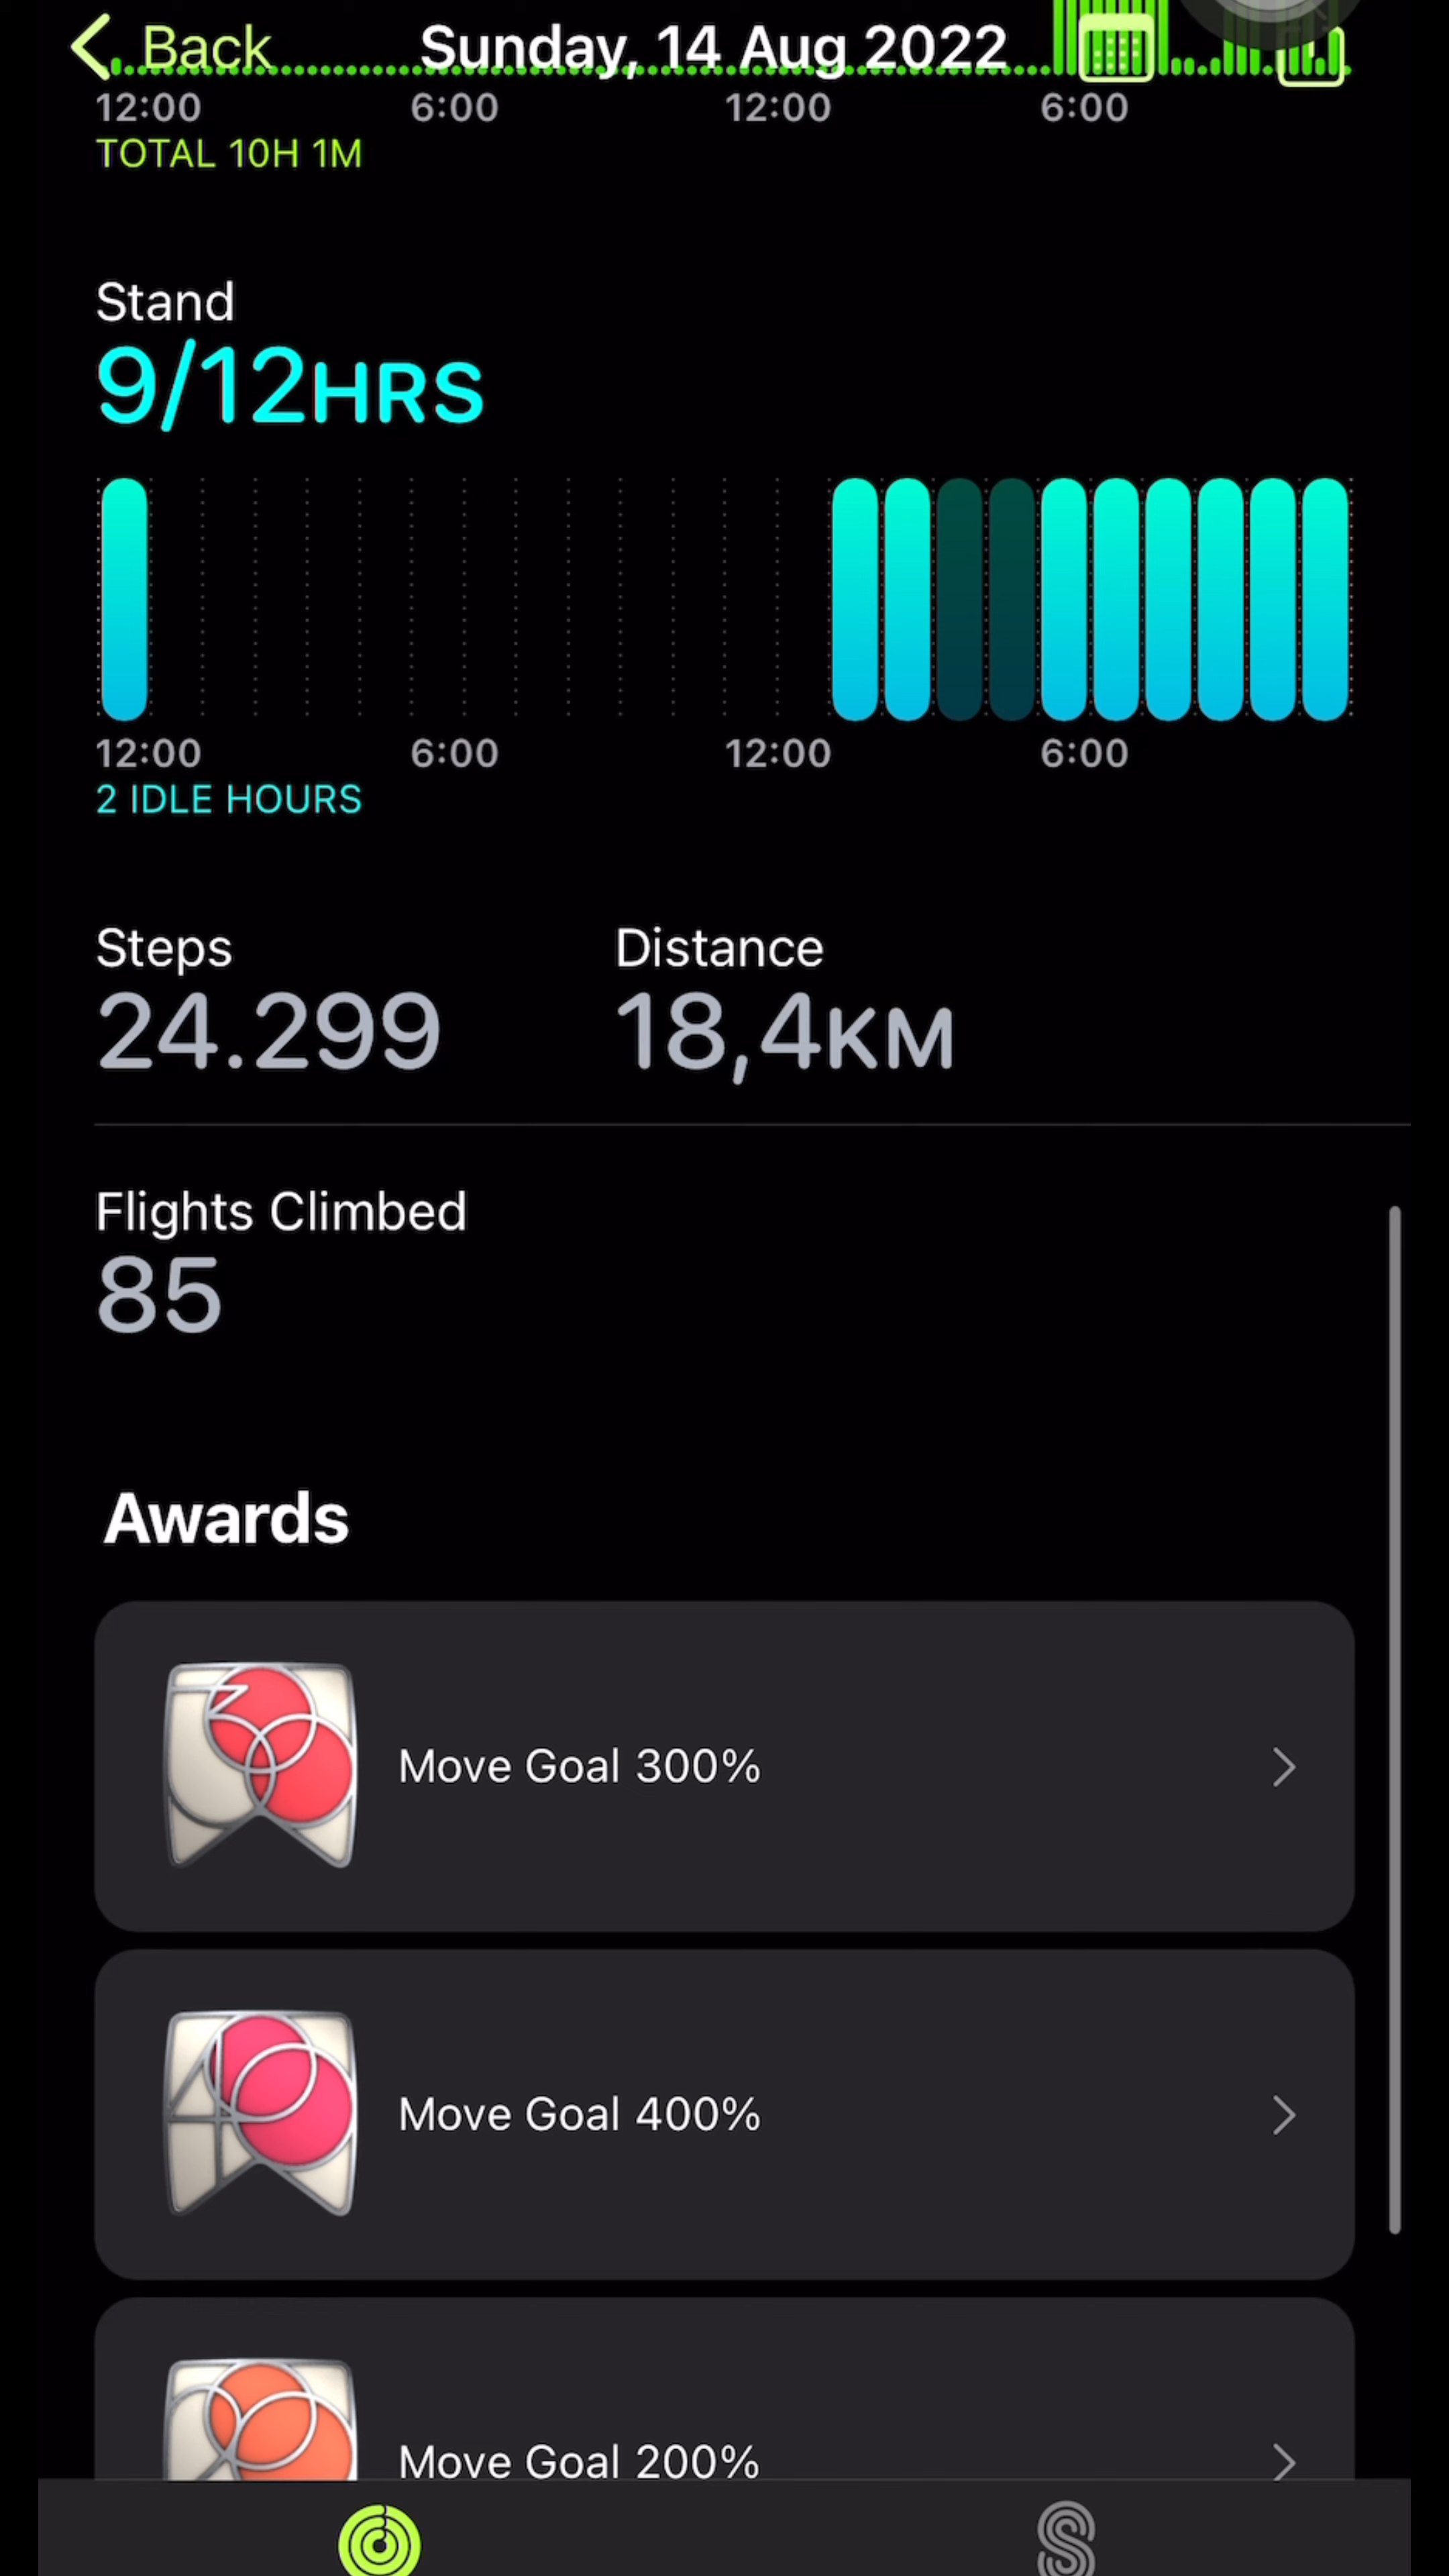 Back
Sunday, 14 Aug 2022
12:00 6:00 12:00 6:00
TOTAL 10H 1M
Stand
9/12HRS
12:00 6:00 12:00 6:00
2 IDLE HOURS
Steps Distance
24.299 18,4KM
Flights Climbed
85
Awards
Move Goal 300%
Move Goal 400%
Move Goal 200%